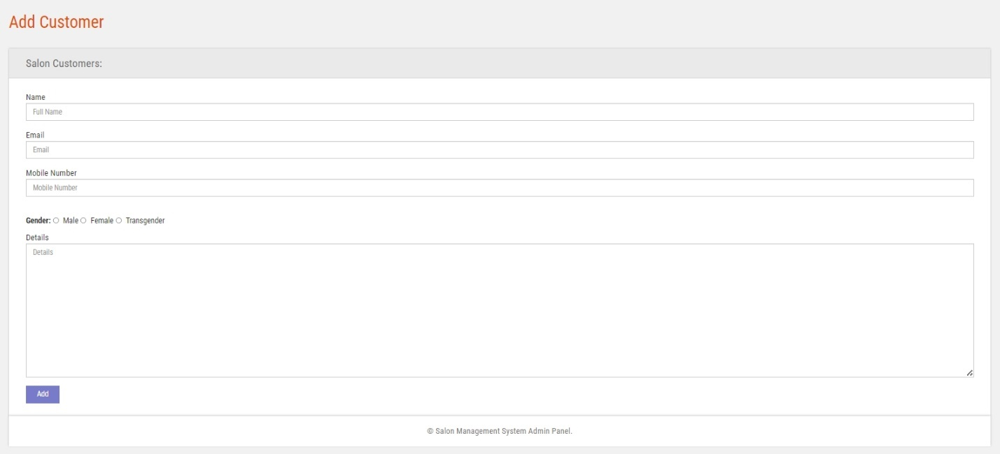 Add Customer
Salon Customers:
Name
Full Name
Email
Email
Mobile Number
Mobile Number
Gender: Male Female Transgender
Details
Details
Add
© Salon Management System Admin Panel.